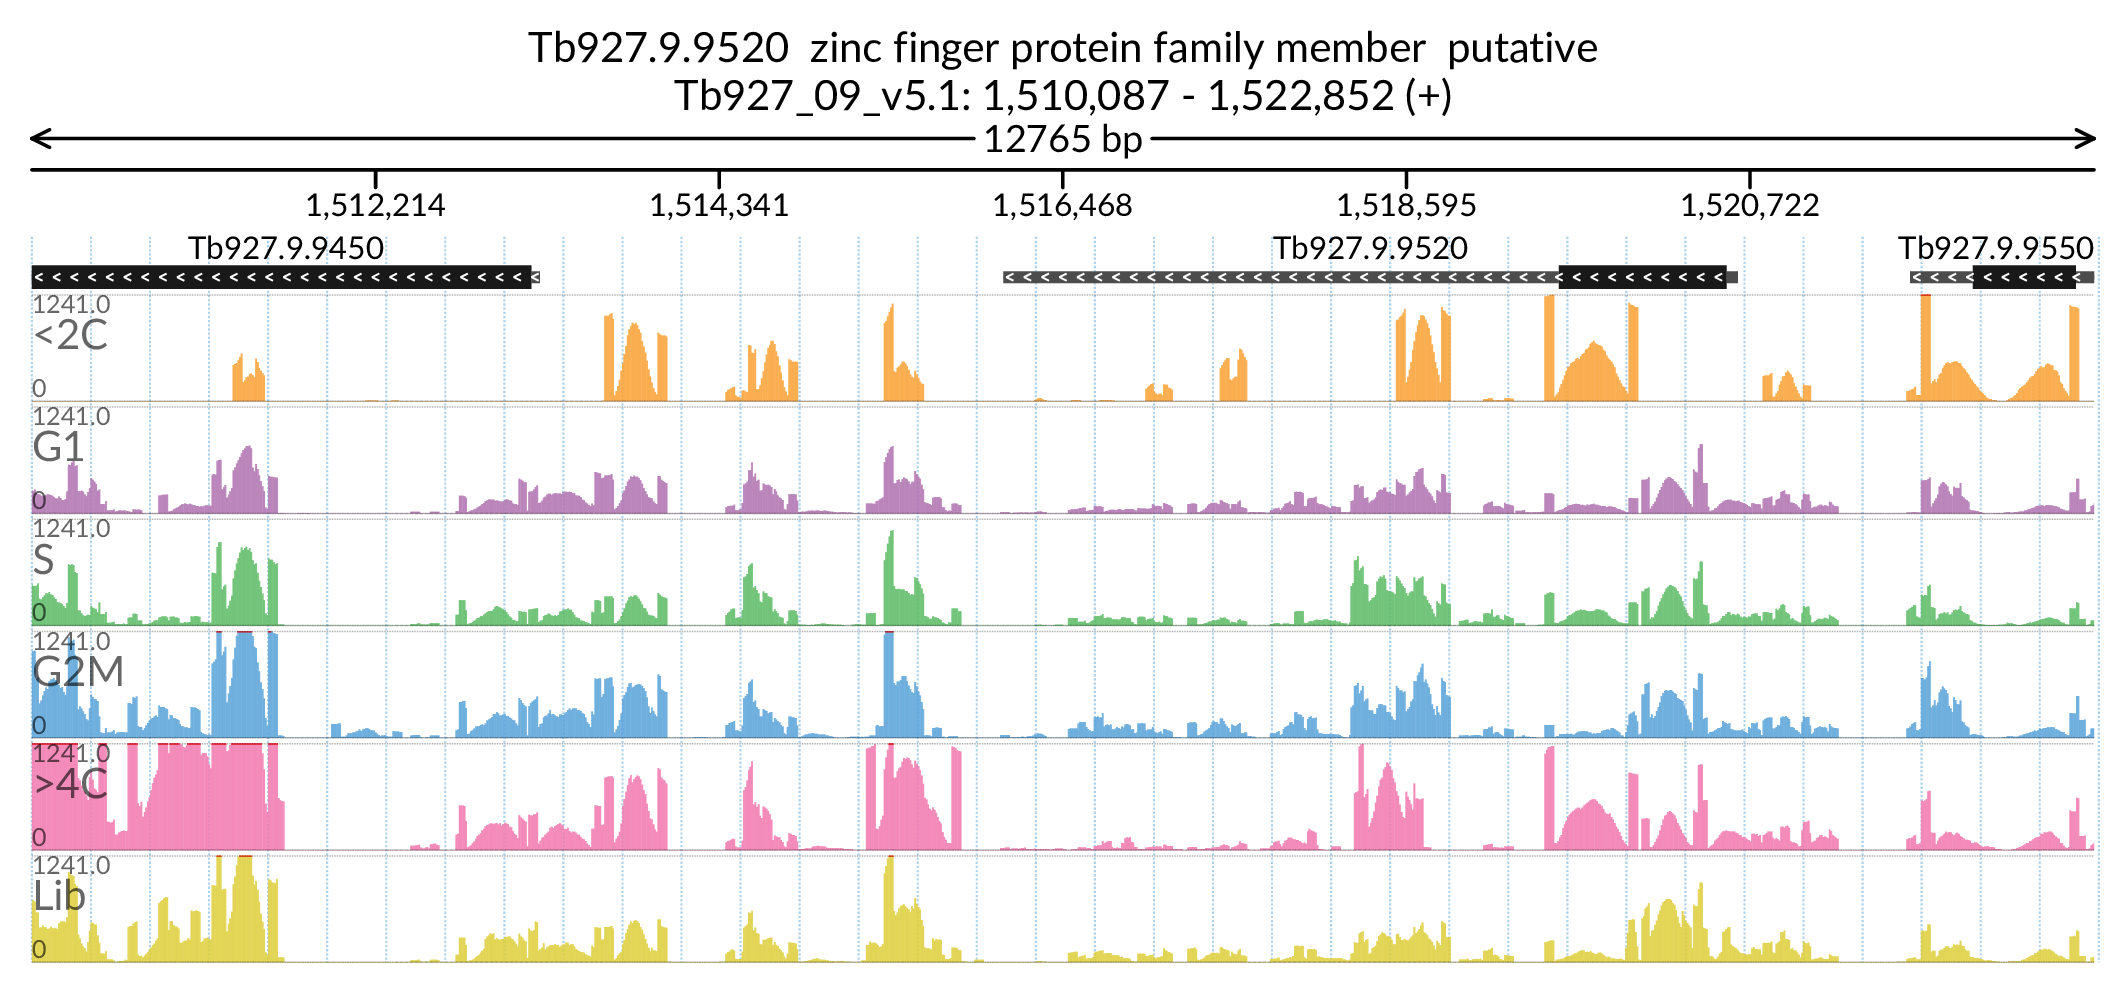 Tb927.9.9520  zinc finger protein family member  putative
Tb927_09_v5.1: 1,510,087 - 1,522,852 (+)
12765 bp
1,512,214 1,514,341 1,516,468 1,518,595 1,520,722
Tb927.9.9450 Tb927.9.9520 Tb927.9.9550
1241.0
<2C
0
1241.0
G1
0
1241.0
S
0
1241.0
G2M
0
1241.0
>4C
0
1241.0
Lib
0